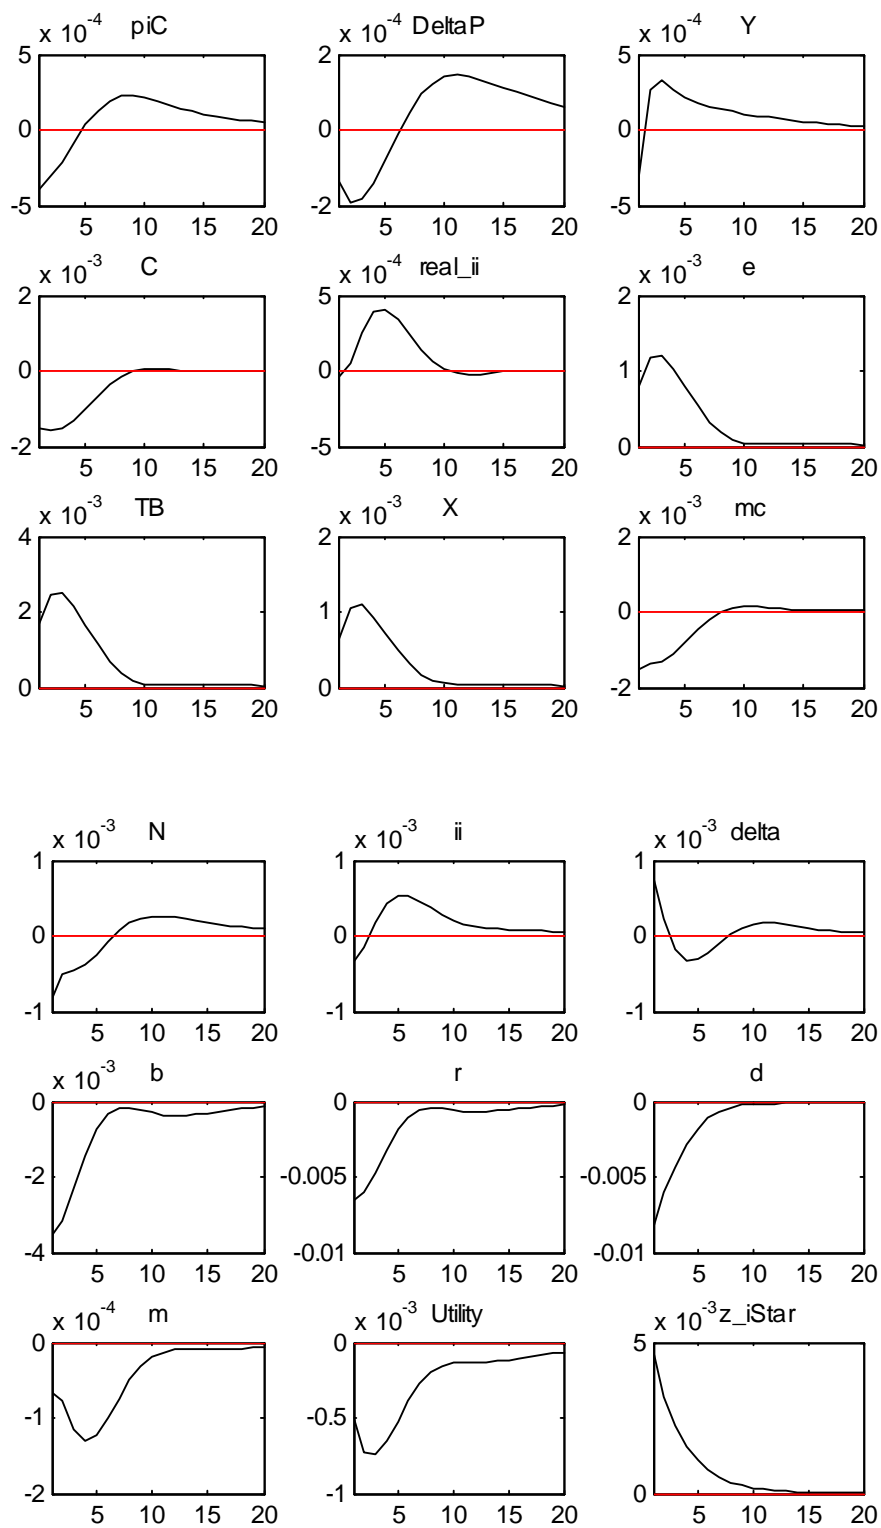 x 10^-4 piC x 10^-4 DeltaP x 10^-4 Y
5 2 5
0 0 0
-5 -2 -5
5 10 15 20 5 10 15 20 5 10 15 20
x 10^-3 C x 10^-4 real_ii x 10^-3 e
2 5 2
0 0 1
-2 -5 0
5 10 15 20 5 10 15 20 5 10 15 20
x 10^-3 TB x 10^-3 X x 10^-3 mc
4 2 2
2 1 0
0 0 -2
5 10 15 20 5 10 15 20 5 10 15 20
x 10^-3 N x 10^-3 ii x 10^-3 delta
1 1 1
0 0 0
-1 -1 -1
5 10 15 20 5 10 15 20 5 10 15 20
x 10^-3 b r d
0 0 0
-2 -0.005 -0.005
-4 -0.01 -0.01
5 10 15 20 5 10 15 20 5 10 15 20
x 10^-4 m x 10^-3 Utility x 10^-3 z_iStar
0 0 5
-1 -0.5
-2 -1 0
5 10 15 20 5 10 15 20 5 10 15 20